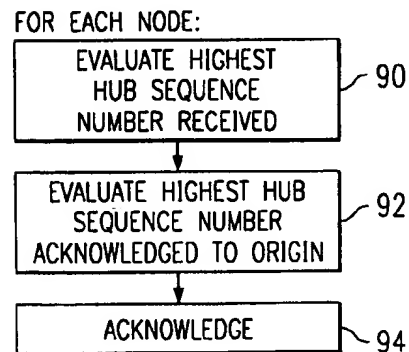 FOR EACH NODE:
EVALUATE HIGHEST
HUB SEQUENCE
NUMBER RECEIVED
90
EVALUATE HIGHEST HUB
SEQUENCE NUMBER
ACKNOWLEDGED TO ORIGIN
92
ACKNOWLEDGE
94